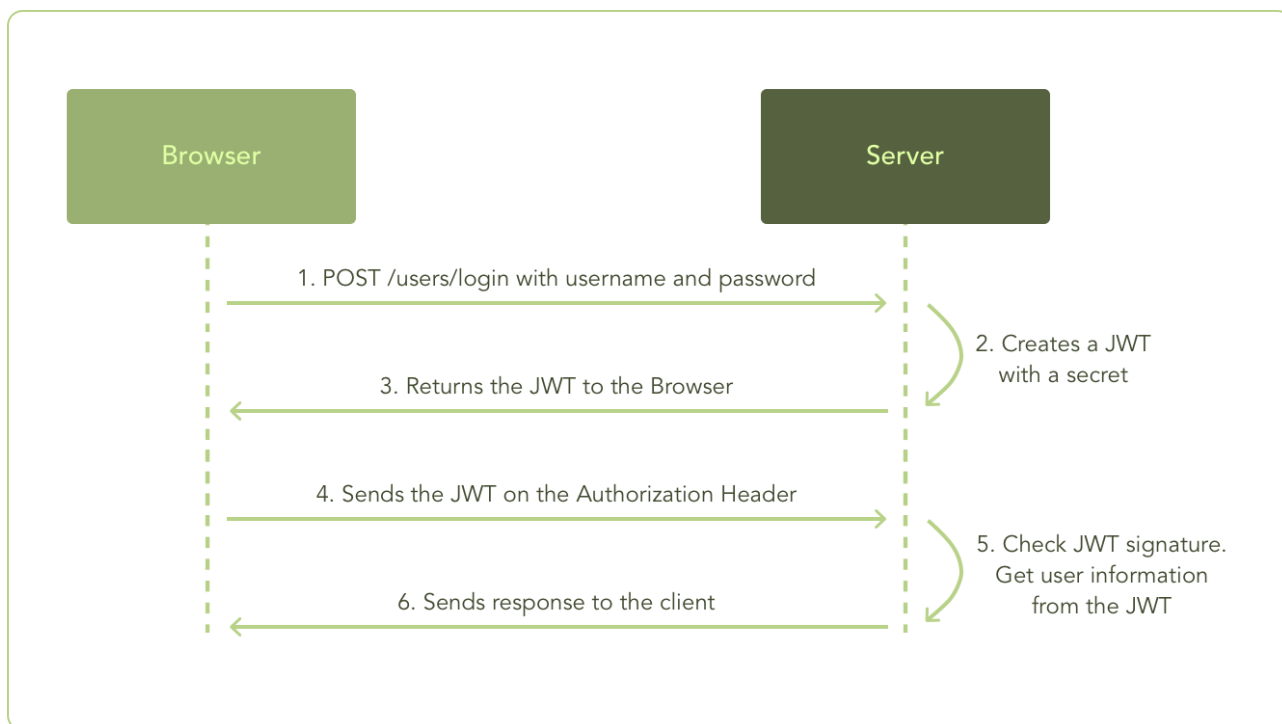 Browser
Server
1. POST /users/login with username and password
2. Creates a JWT
with a secret
3. Returns the JWT to the Browser
4. Sends the JWT on the Authorization Header
5. Check JWT signature.
Get user information
from the JWT
6. Sends response to the client